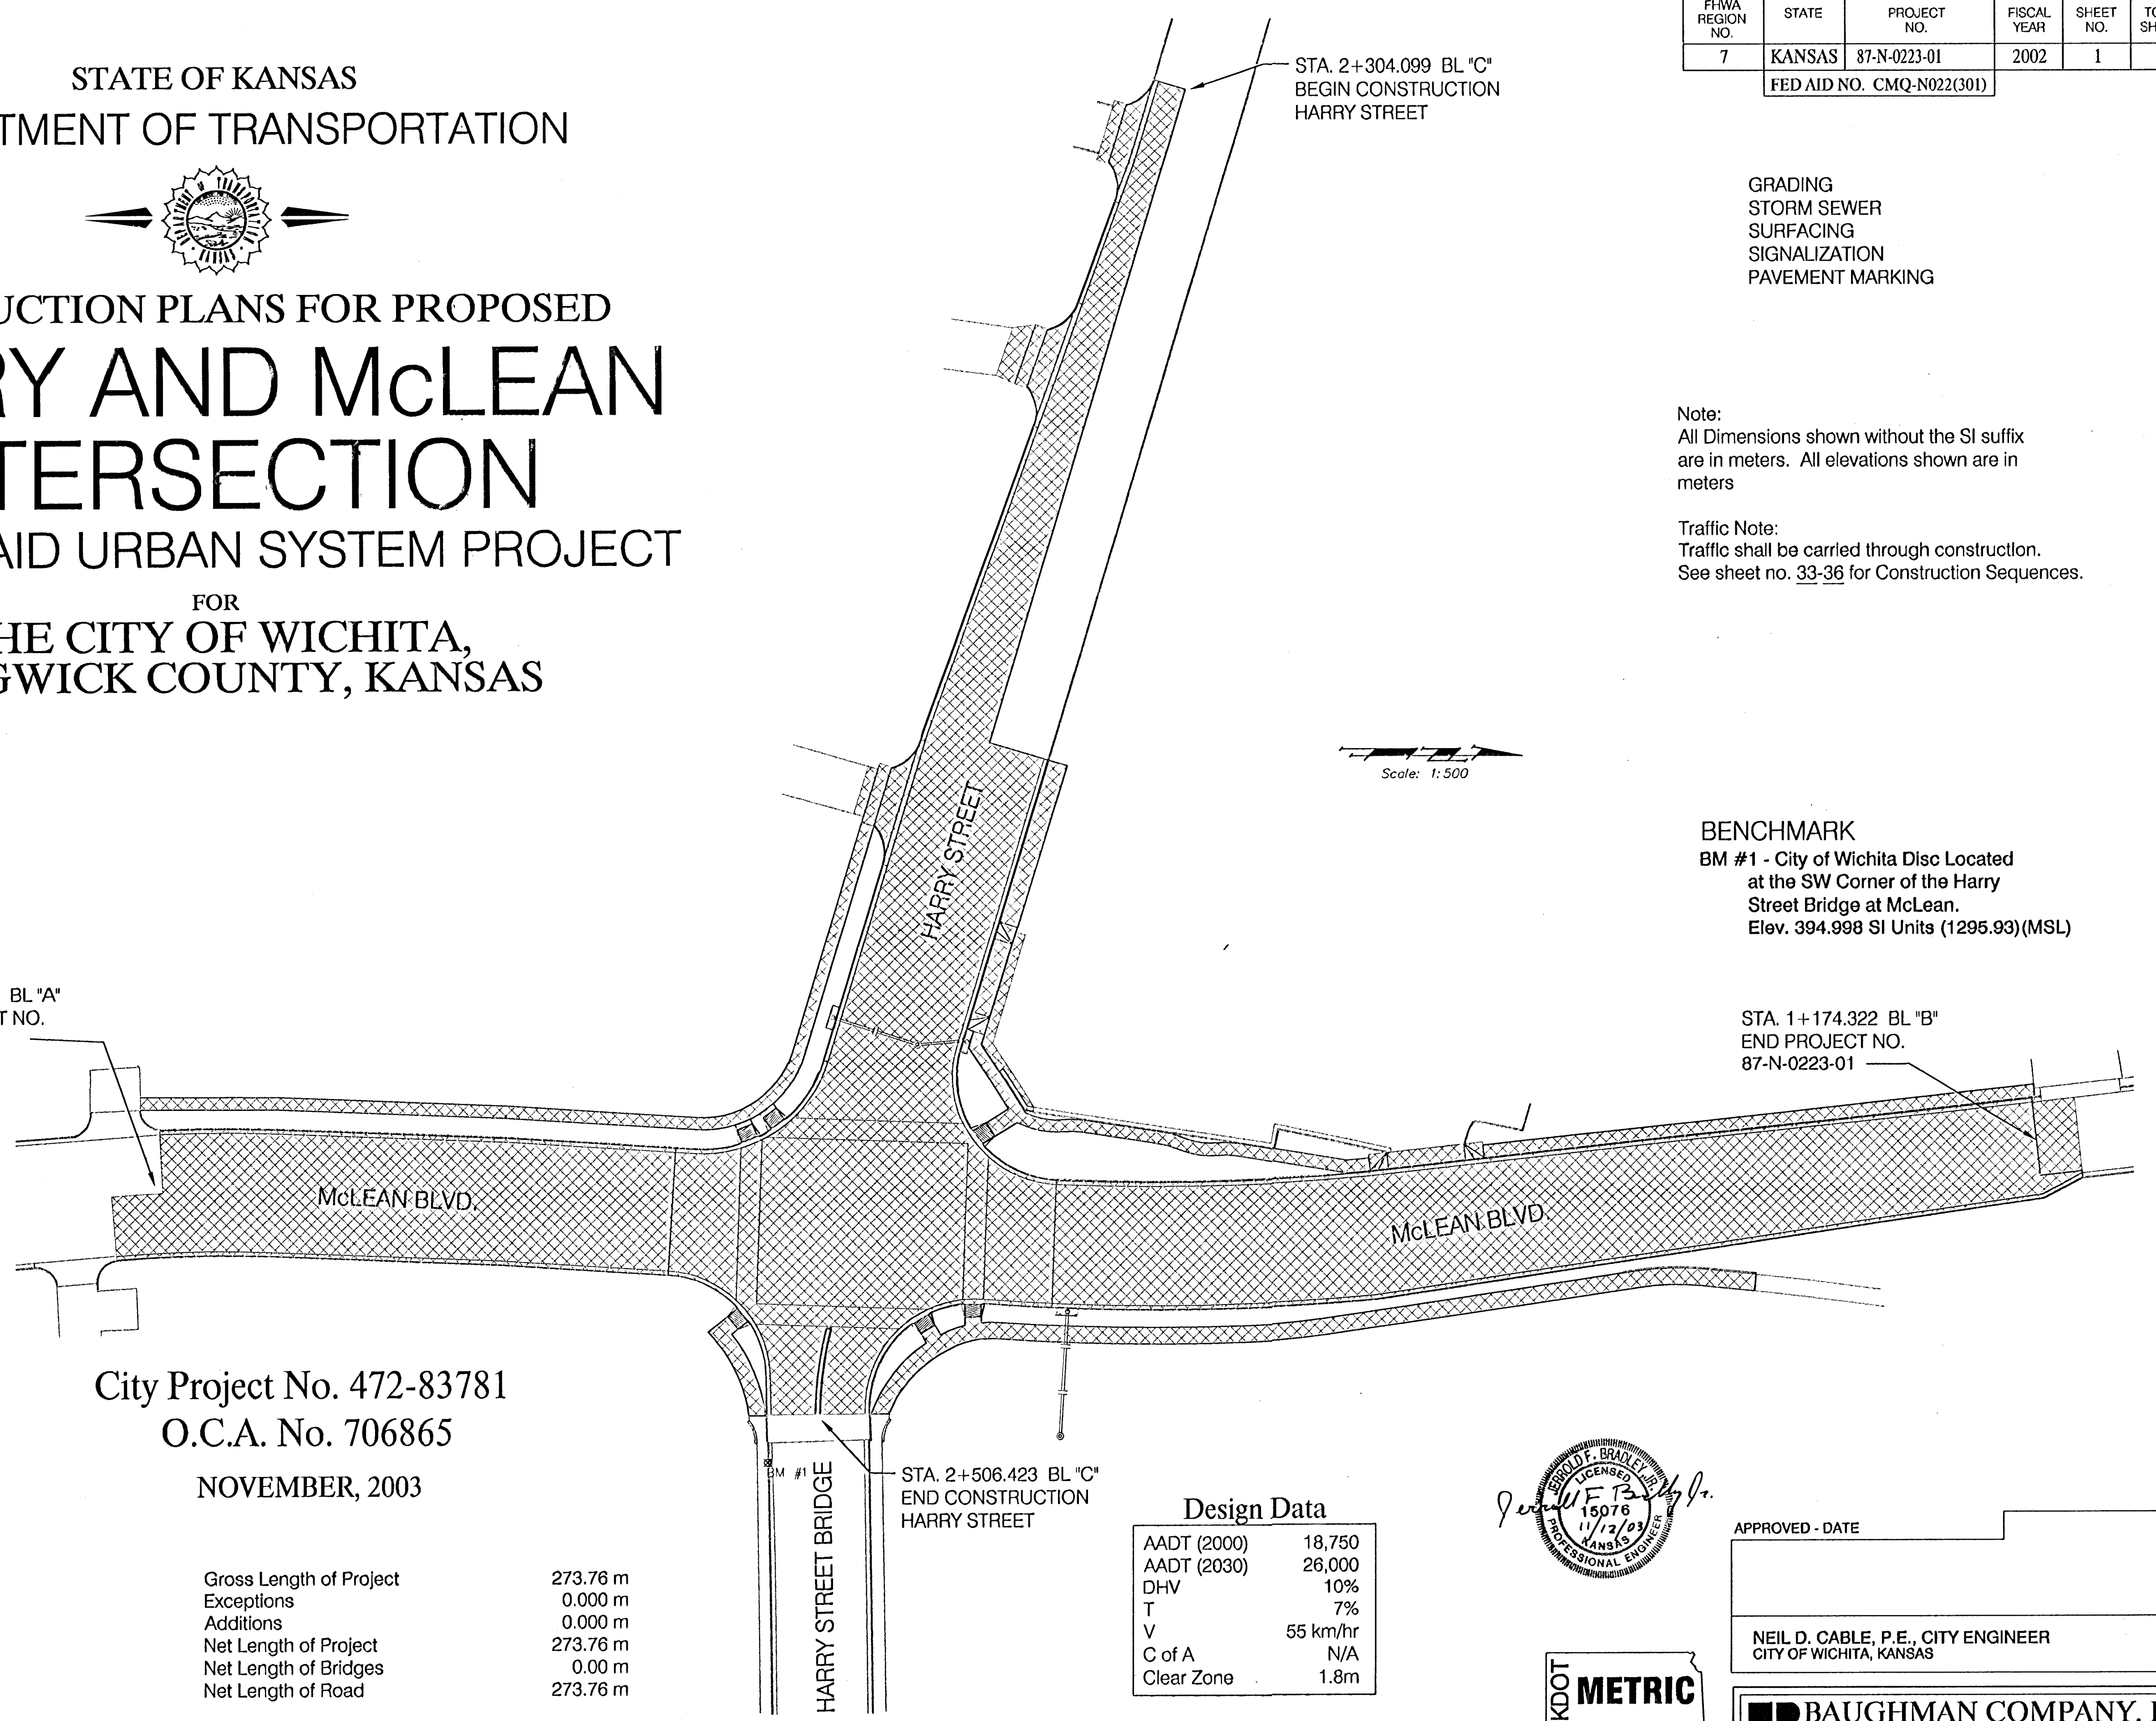 STATE OF KANSAS
TMENT OF TRANSPORTATION
KANSAS
UCTION PLANS FOR PROPOSED
RY AND McLEAN
TERSECTION
AID URBAN SYSTEM PROJECT
FOR
HE CITY OF WICHITA,
GWICK COUNTY, KANSAS
STA. 2+304.099 BL "C"
BEGIN CONSTRUCTION
HARRY STREET
FHWA REGION NO. STATE PROJECT NO. FISCAL YEAR SHEET NO.
7 KANSAS 87-N-0223-01 2002 1
FED AID NO. CMQ-N022(301)
GRADING
STORM SEWER
SURFACING
SIGNALIZATION
PAVEMENT MARKING
Note:
All Dimensions shown without the SI suffix
are in meters. All elevations shown are in
meters
Traffic Note:
Traffic shall be carried through construction.
See sheet no. 33-36 for Construction Sequences.
Scale: 1:500
BENCHMARK
BM #1 - City of Wichita Disc Located
at the SW Corner of the Harry
Street Bridge at McLean.
Elev. 394.998 SI Units (1295.93)(MSL)
HARRY STREET
BL "A"
T NO.
STA. 1+174.322 BL "B"
END PROJECT NO.
87-N-0223-01
McLEAN BLVD.
McLEAN BLVD.
City Project No. 472-83781
O.C.A. No. 706865
NOVEMBER, 2003
BM #1
HARRY STREET BRIDGE
STA. 2+506.423 BL "C"
END CONSTRUCTION
HARRY STREET
Gross Length of Project 273.76 m
Exceptions 0.000 m
Additions 0.000 m
Net Length of Project 273.76 m
Net Length of Bridges 0.00 m
Net Length of Road 273.76 m
Design Data
AADT (2000) 18,750
AADT (2030) 26,000
DHV 10%
T 7%
V 55 km/hr
C of A N/A
Clear Zone 1.8m
JERROLD F. BRADLEY, JR.
LICENSED
15076
11/12/03
KANSAS
PROFESSIONAL ENGINEER
Jerrold F Bradley Jr.
APPROVED - DATE
NEIL D. CABLE, P.E., CITY ENGINEER
CITY OF WICHITA, KANSAS
KDOT
METRIC
BAUGHMAN COMPANY,